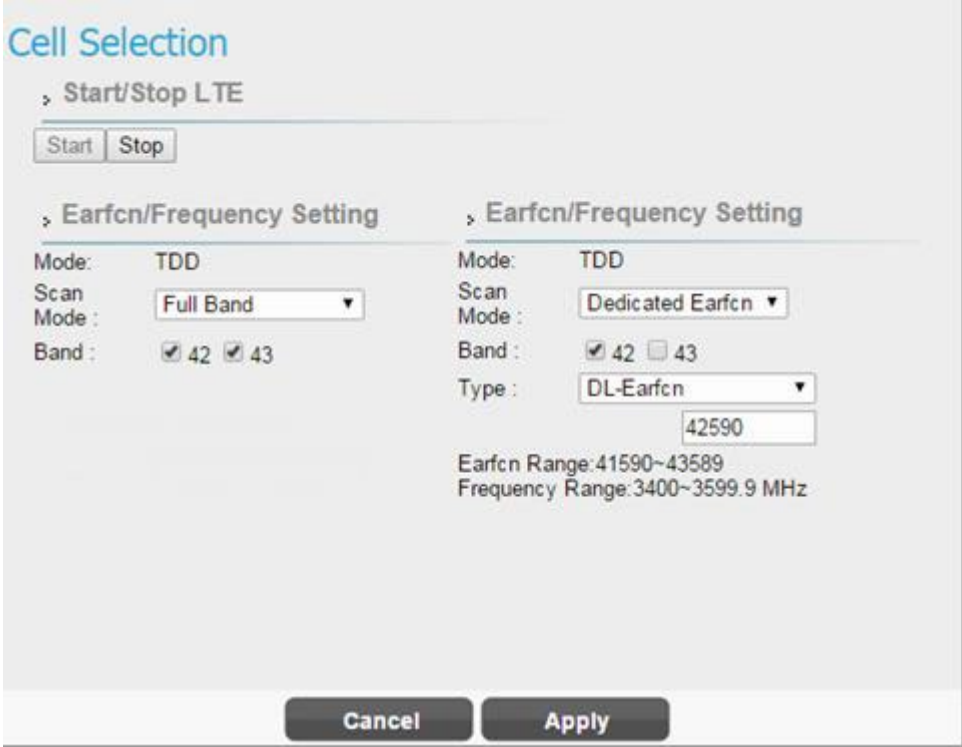 Cell Selection
Start/Stop LTE
Start Stop
Earfcn/Frequency Setting
Mode: TDD
Scan Mode : Full Band
Band : 42 43
Earfcn/Frequency Setting
Mode: TDD
Scan Mode : Dedicated Earfcn
Band : 42 43
Type : DL-Earfcn
42590
Earfcn Range:41590~43589
Frequency Range:3400~3599.9 MHz
Cancel Apply